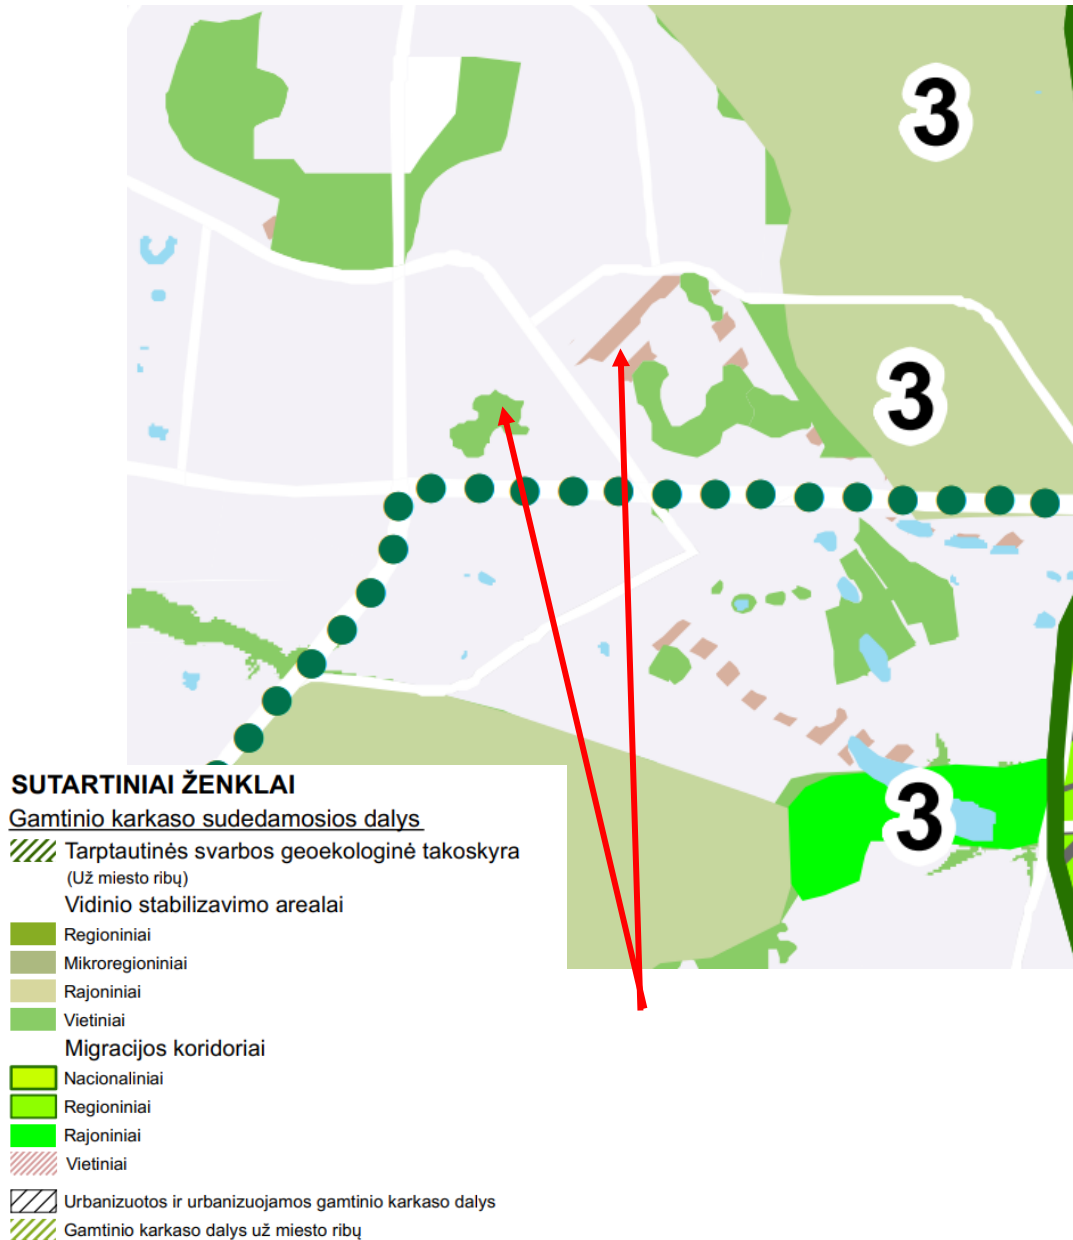 3
3
3
SUTARTINIAI ŽENKLAI
Gamtinio karkaso sudedamosios dalys
Tarptautinės svarbos geoekologinė takoskyra
(Už miesto ribų)
Vidinio stabilizavimo arealai
Regioniniai
Mikroregioniniai
Rajoniniai
Vietiniai
Migracijos koridoriai
Nacionaliniai
Regioniniai
Rajoniniai
Vietiniai
Urbanizuotos ir urbanizuojamos gamtinio karkaso dalys
Gamtinio karkaso dalys už miesto ribų